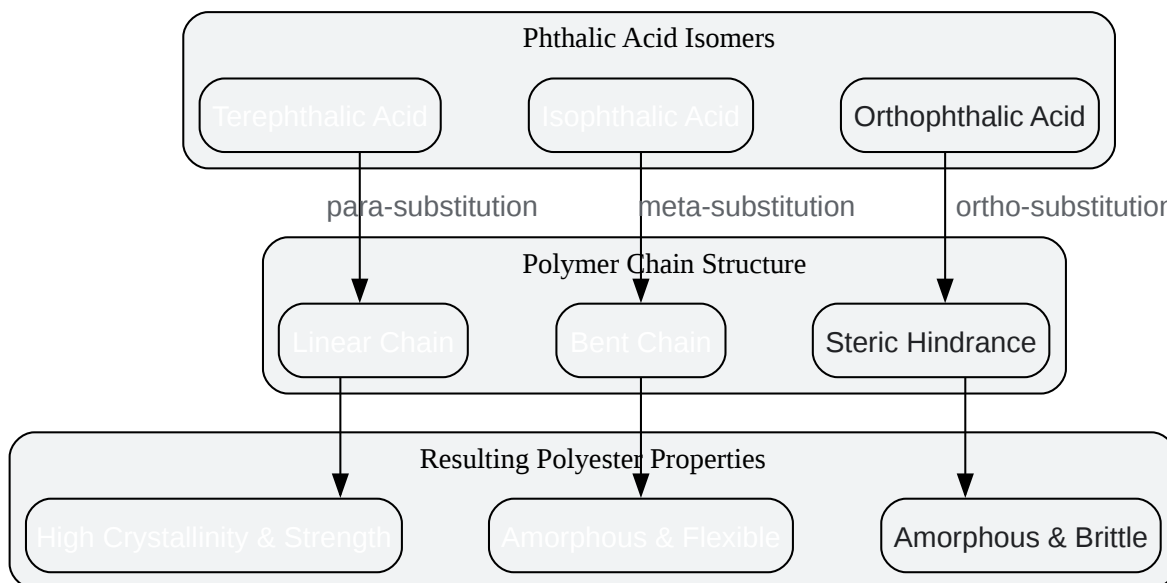 Phthalic Acid Isomers
Terephthalic Acid
Isophthalic Acid
Orthophthalic Acid
para-substitution
meta-substitution
ortho-substitution
Polymer Chain Structure
Linear Chain
Bent Chain
Steric Hindrance
Resulting Polyester Properties
High Crystallinity & Strength
Amorphous & Flexible
Amorphous & Brittle